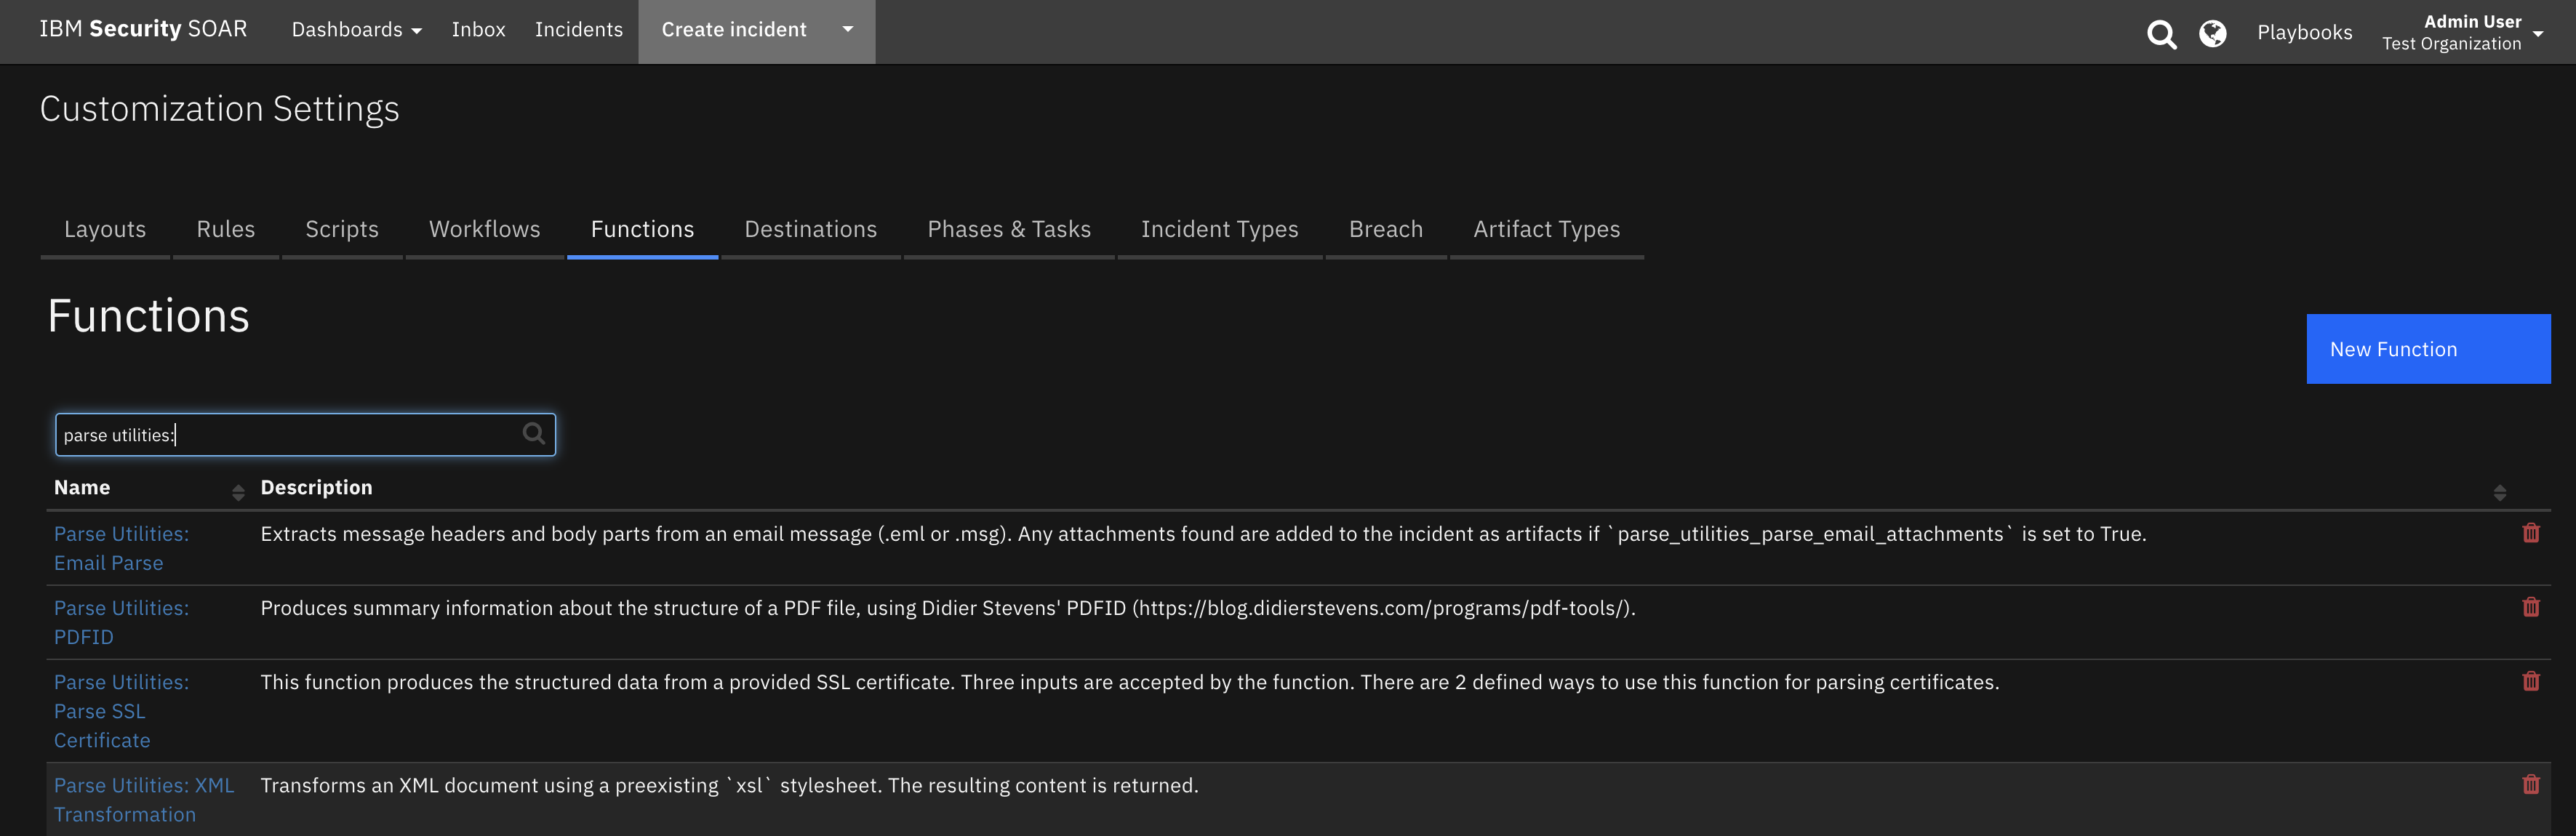 IBM Security SOAR Dashboards Inbox Incidents Create incident Playbooks Admin User
Test Organization
Customization Settings
Layouts Rules Scripts Workflows Functions Destinations Phases & Tasks Incident Types Breach Artifact Types
Functions
New Function
parse utilities:
Name Description
Parse Utilities: Extracts message headers and body parts from an email message (.eml or .msg). Any attachments found are added to the incident as artifacts if `parse_utilities_parse_email_attachments` is set to True.
Email Parse
Parse Utilities: Produces summary information about the structure of a PDF file, using Didier Stevens' PDFID (https://blog.didierstevens.com/programs/pdf-tools/).
PDFID
Parse Utilities: This function produces the structured data from a provided SSL certificate. Three inputs are accepted by the function. There are 2 defined ways to use this function for parsing certificates.
Parse SSL
Certificate
Parse Utilities: XML Transforms an XML document using a preexisting `xsl` stylesheet. The resulting content is returned.
Transformation